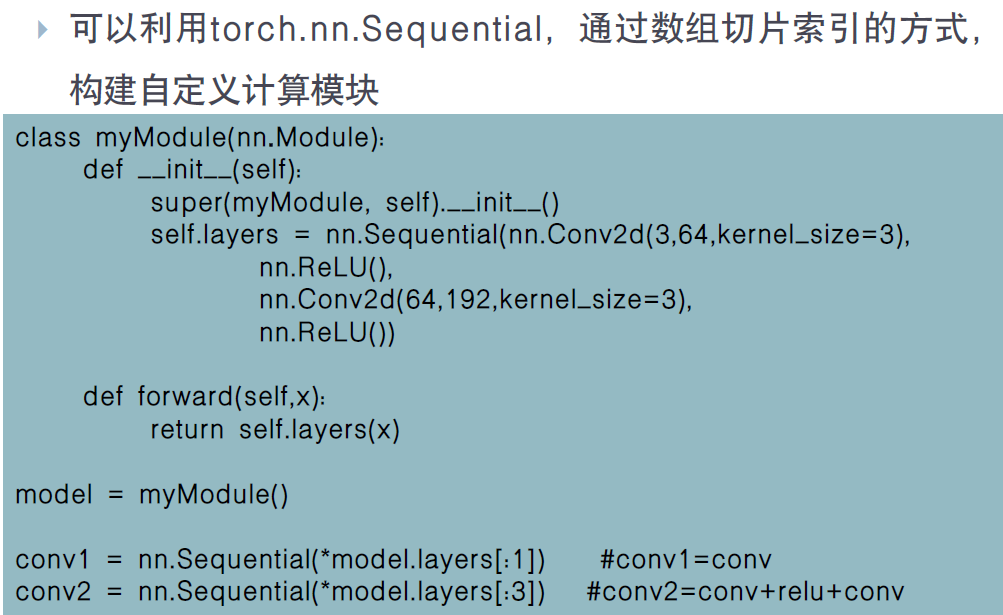 可以利用torch.nn.Sequential，通过数组切片索引的方式，
构建自定义计算模块
class myModule(nn.Module):
    def __init__(self):
        super(myModule, self).__init__()
        self.layers = nn.Sequential(nn.Conv2d(3,64,kernel_size=3),
            nn.ReLU(),
            nn.Conv2d(64,192,kernel_size=3),
            nn.ReLU())
    def forward(self,x):
        return self.layers(x)
model = myModule()
conv1 = nn.Sequential(*model.layers[:1])    #conv1=conv
conv2 = nn.Sequential(*model.layers[:3])    #conv2=conv+relu+conv